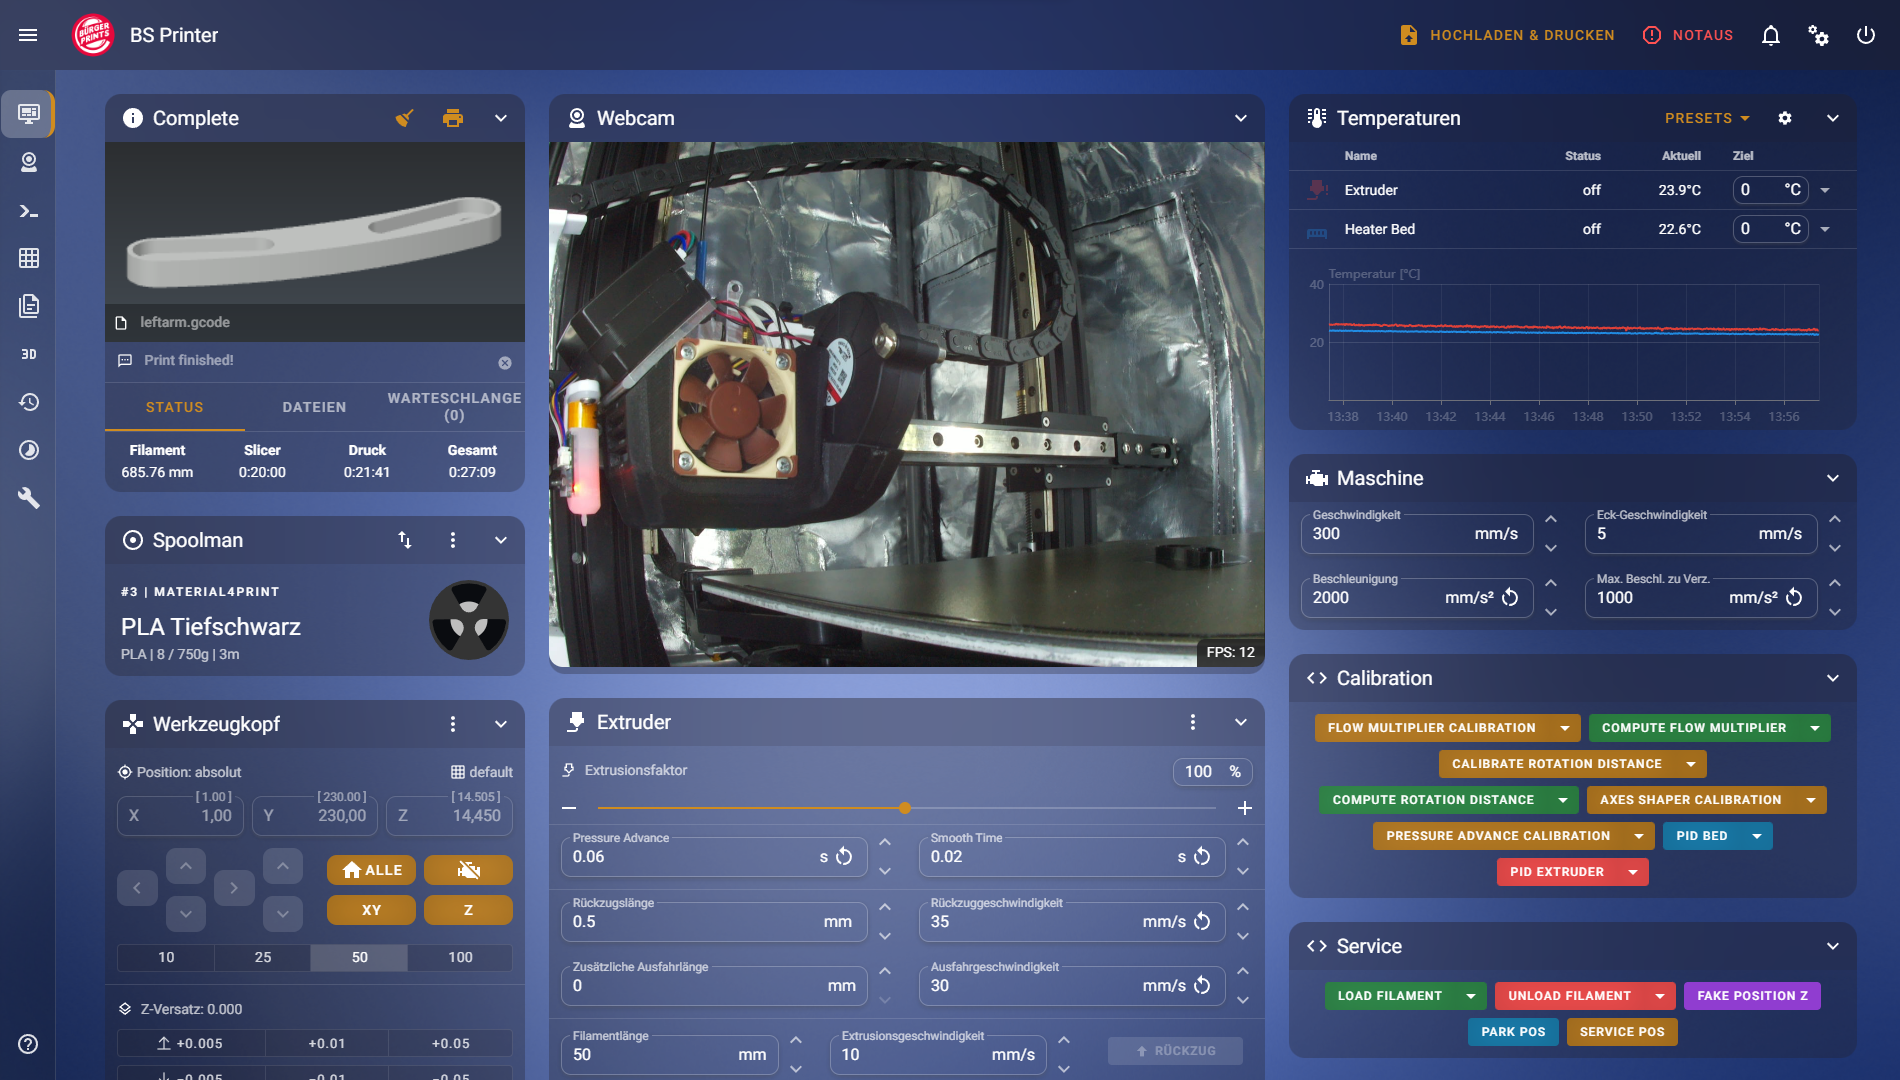 BÜRGER PRINTS
BS Printer
HOCHLADEN & DRUCKEN
NOTAUS
Complete
leftarm.gcode
Print finished!
STATUS
DATEIEN
WARTESCHLANGE
(0)
Filament
Slicer
Druck
Gesamt
685.76 mm
0:20:00
0:21:41
0:27:09
3D
Spoolman
#3 | MATERIAL4PRINT
PLA Tiefschwarz
PLA | 8 / 750g | 3m
Werkzeugkopf
Position: absolut
default
[ 1.00 ]
[ 230.00 ]
[ 14.505 ]
X 1,00
Y 230,00
Z 14,450
ALLE
XY
Z
10
25
50
100
Z-Versatz: 0.000
+0.005
+0.01
+0.05
−0.005
−0.01
−0.05
Webcam
FPS: 12
Extruder
Extrusionsfaktor
100 %
Pressure Advance
0.06 s
Smooth Time
0.02 s
Rückzugslänge
0.5 mm
Rückzuggeschwindigkeit
35 mm/s
Zusätzliche Ausfahrlänge
0 mm
Ausfahrgeschwindigkeit
30 mm/s
Filamentlänge
50 mm
Extrusionsgeschwindigkeit
10 mm/s
RÜCKZUG
Temperaturen
PRESETS
Name Status Aktuell Ziel
Extruder off 23.9°C 0 °C
Heater Bed off 22.6°C 0 °C
Temperatur [°C]
40
20
13:38 13:40 13:42 13:44 13:46 13:48 13:50 13:52 13:54 13:56
Maschine
Geschwindigkeit
300 mm/s
Eck-Geschwindigkeit
5 mm/s
Beschleunigung
2000 mm/s²
Max. Beschl. zu Verz.
1000 mm/s²
Calibration
FLOW MULTIPLIER CALIBRATION
COMPUTE FLOW MULTIPLIER
CALIBRATE ROTATION DISTANCE
COMPUTE ROTATION DISTANCE
AXES SHAPER CALIBRATION
PRESSURE ADVANCE CALIBRATION
PID BED
PID EXTRUDER
Service
LOAD FILAMENT
UNLOAD FILAMENT
FAKE POSITION Z
PARK POS
SERVICE POS